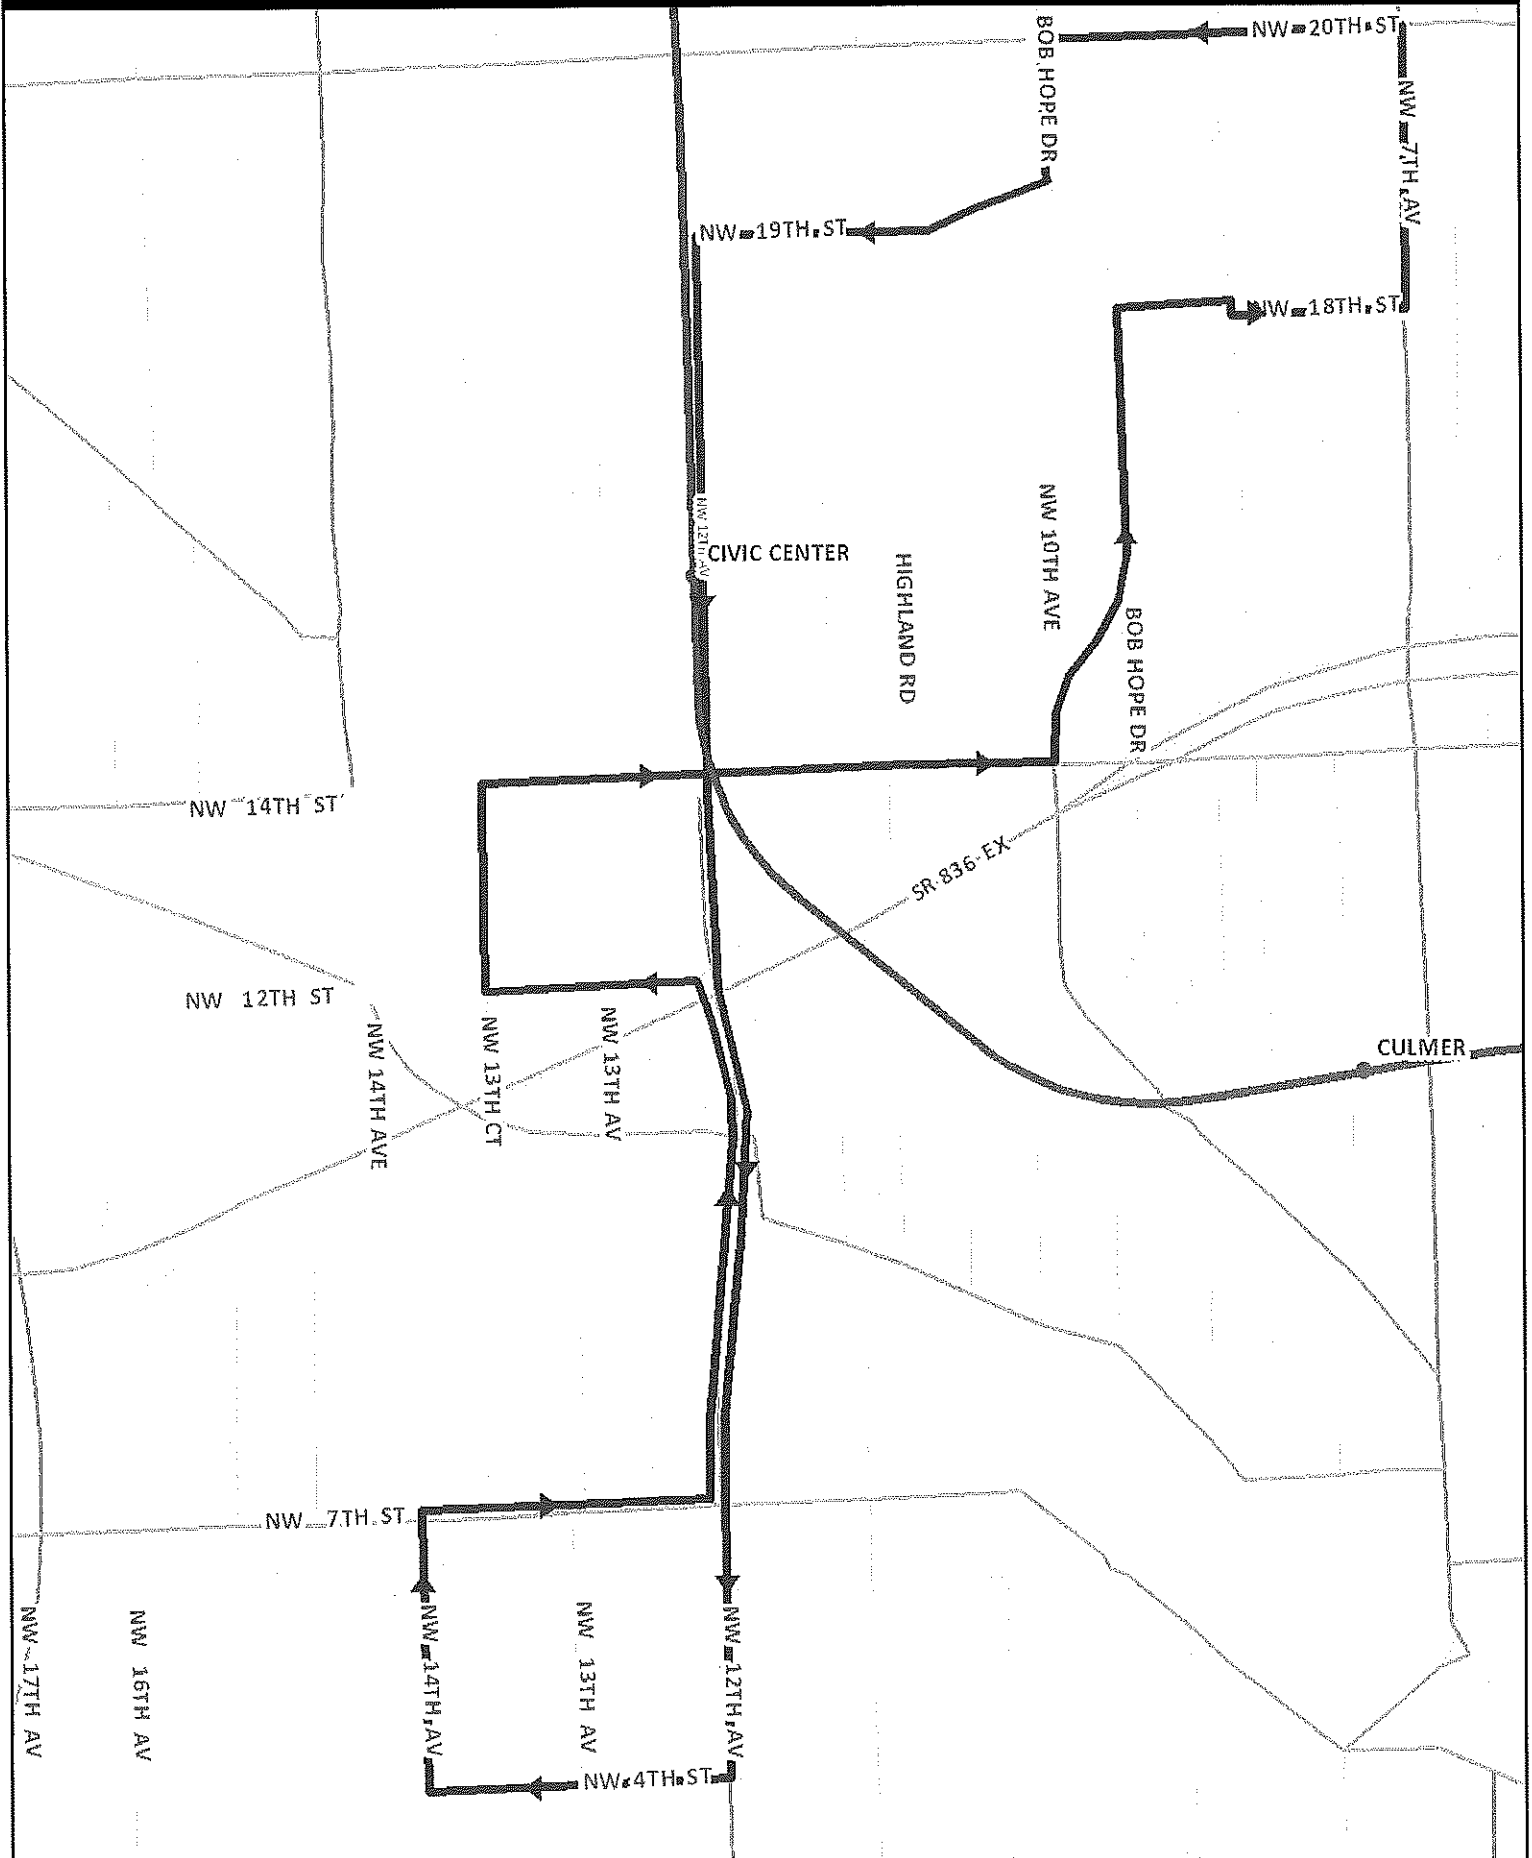 NW 20TH ST
BOB HOPE DR
NW 7TH AV
NW 19TH ST
NW 18TH ST
NW 12TH AV
CIVIC CENTER
NW 10TH AVE
HIGHLAND RD
BOB HOPE DR
NW 14TH ST
SR 836 EX
NW 12TH ST
NW 14TH AVE
NW 13TH CT
NW 13TH AV
CULMER
NW 7TH ST
NW 17TH AV
NW 16TH AV
NW 14TH AV
NW 13TH AV
NW 12TH AV
NW 4TH ST